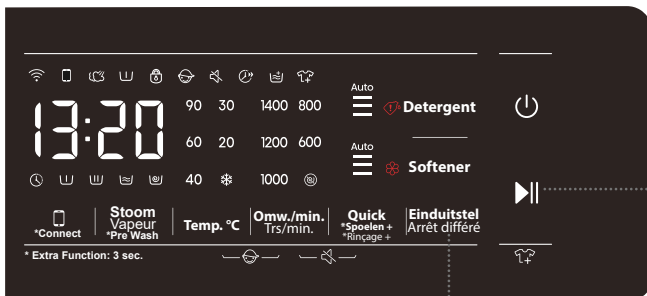 Auto
90 30 1400 800
Detergent
13:20
60 20 1200 600
Auto
Softener
40 1000
*Connect
Stoom
Vapeur
*Pre Wash
Temp. °C
Omw./min.
Trs/min.
Quick
*Spoelen +
*Rinçage +
Einduitstel
Arrêt différé
* Extra Function: 3 sec.